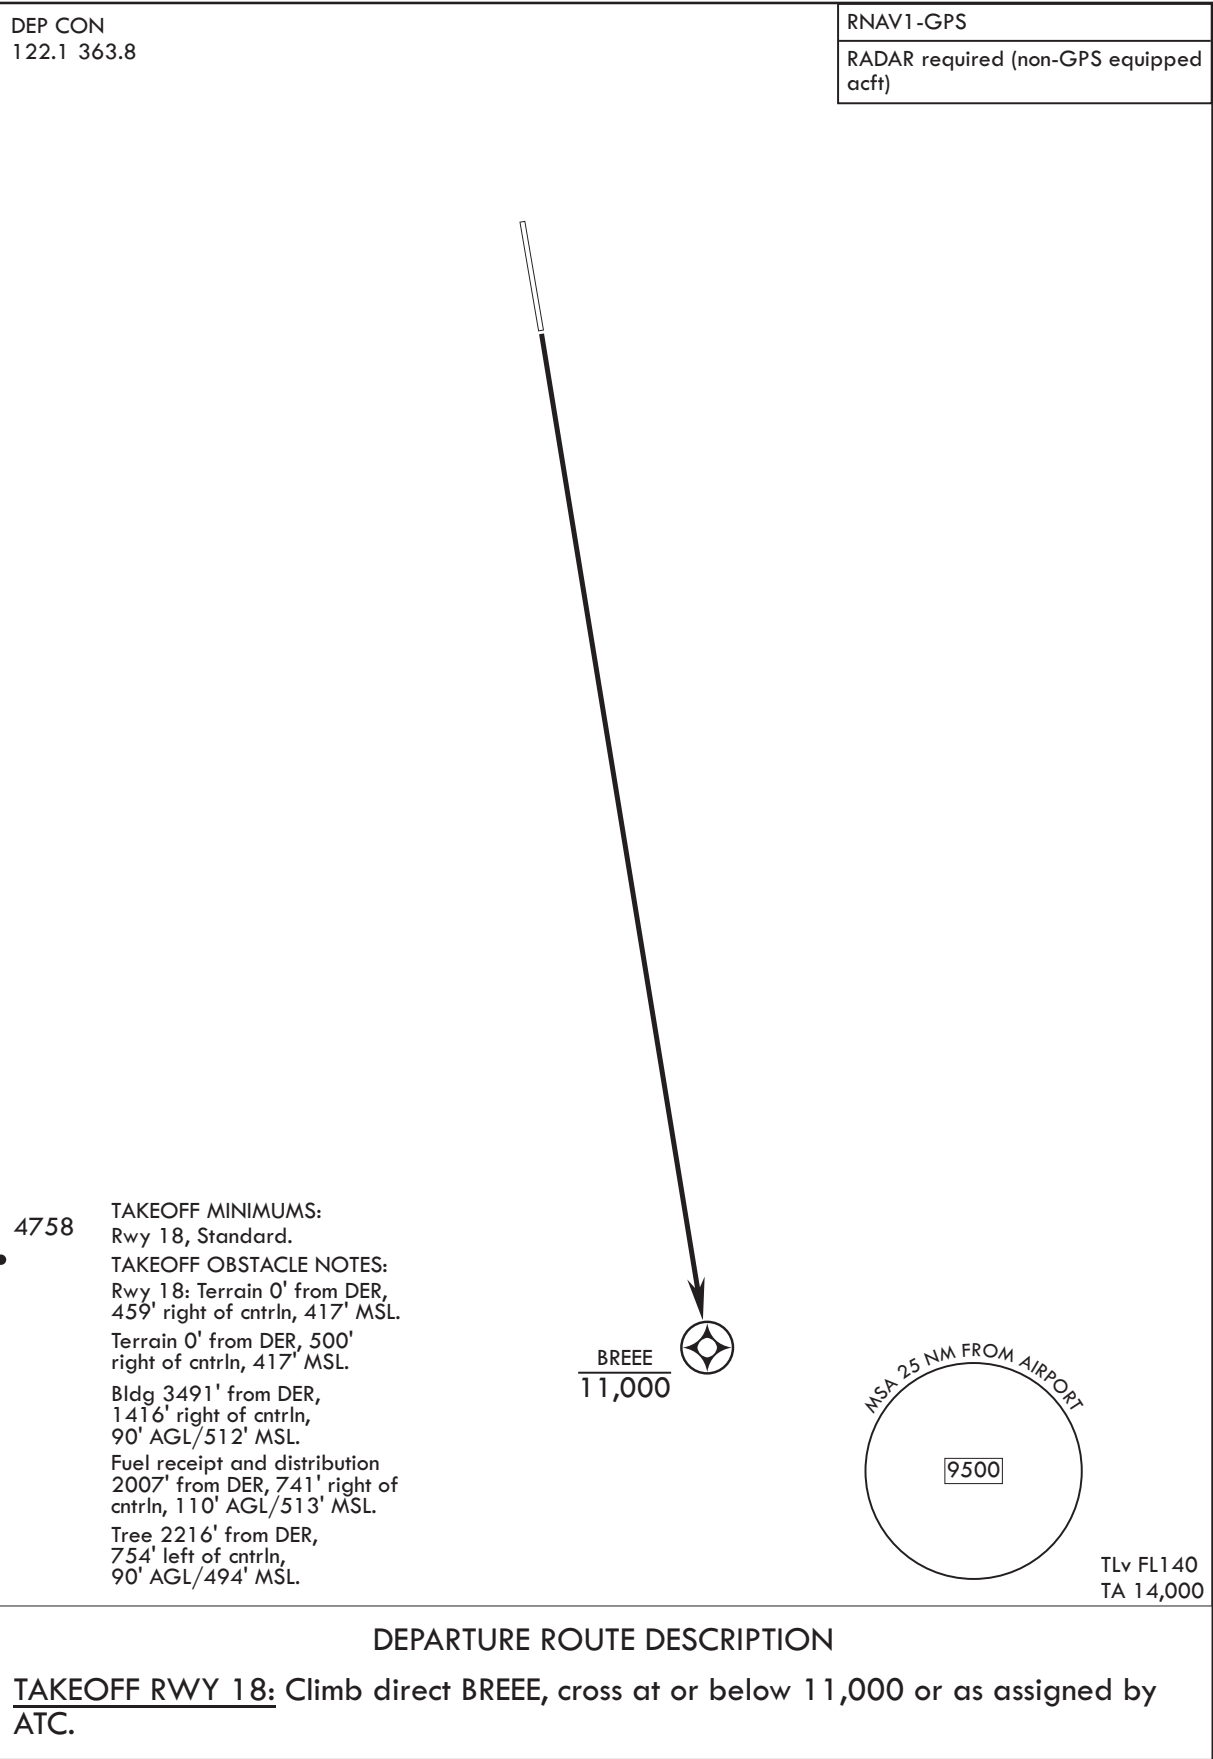 DEP CON
122.1 363.8
RNAV1-GPS
RADAR required (non-GPS equipped
acft)
4758
TAKEOFF MINIMUMS:
Rwy 18, Standard.
TAKEOFF OBSTACLE NOTES:
Rwy 18: Terrain 0' from DER,
459' right of cntrln, 417' MSL.
Terrain 0' from DER, 500'
right of cntrln, 417' MSL.
Bldg 3491' from DER,
1416' right of cntrln,
90' AGL/512' MSL.
Fuel receipt and distribution
2007' from DER, 741' right of
cntrln, 110' AGL/513' MSL.
Tree 2216' from DER,
754' left of cntrln,
90' AGL/494' MSL.
BREEE
11,000
MSA 25 NM FROM AIRPORT
9500
TLv FL140
TA 14,000
DEPARTURE ROUTE DESCRIPTION
TAKEOFF RWY 18: Climb direct BREEE, cross at or below 11,000 or as assigned by
ATC.